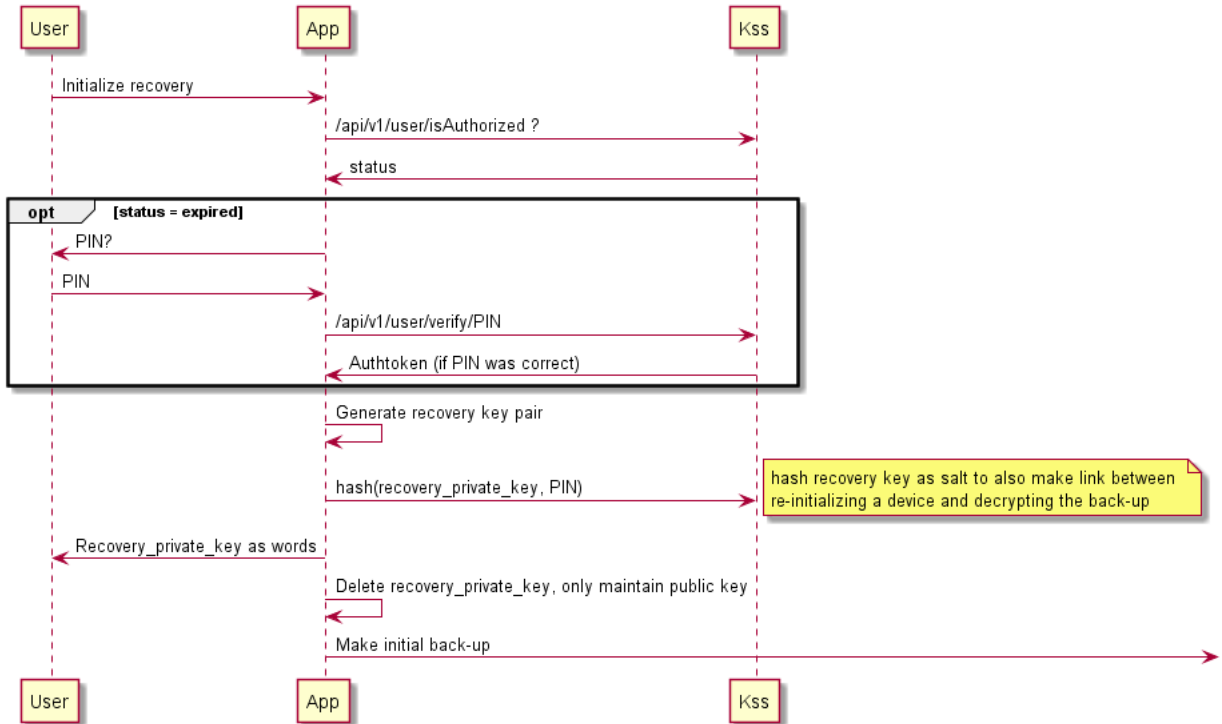 User
App
Kss
Initialize recovery
/api/v1/user/isAuthorized ?
status
opt
[status = expired]
PIN?
PIN
/api/v1/user/verify/PIN
Authtoken (if PIN was correct)
Generate recovery key pair
hash(recovery_private_key, PIN)
hash recovery key as salt to also make link between
re-initializing a device and decrypting the back-up
Recovery_private_key as words
Delete recovery_private_key, only maintain public key
Make initial back-up
User
App
Kss